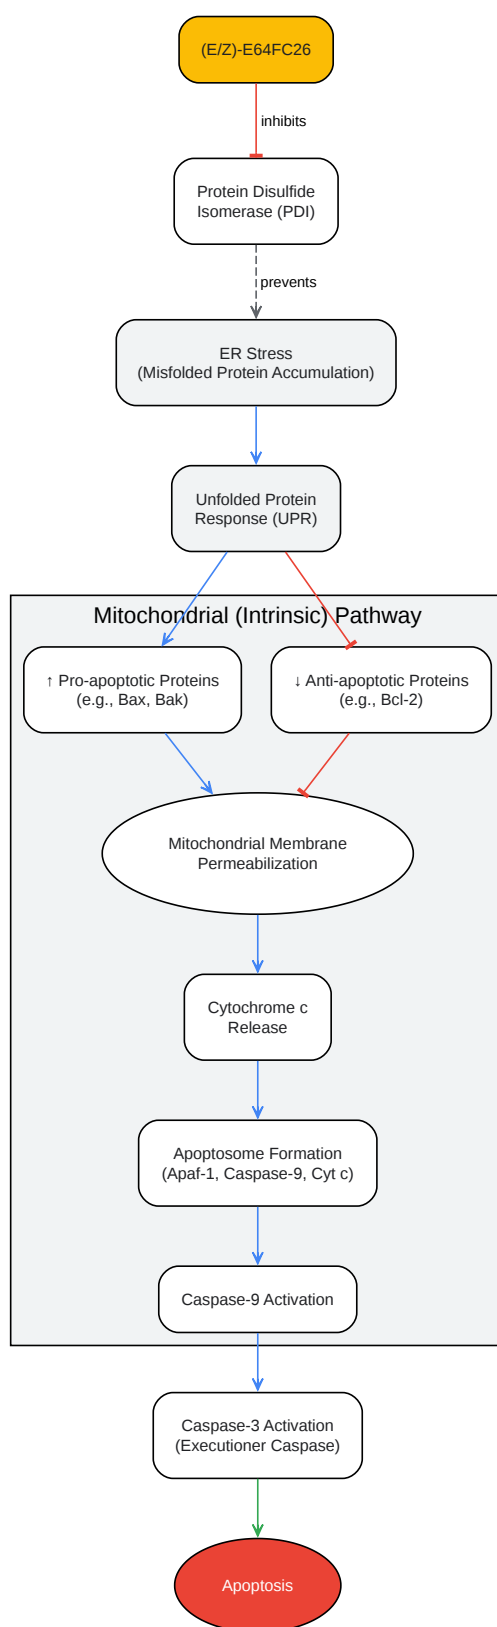 (E/Z)-E64FC26
inhibits
Protein Disulfide
Isomerase (PDI)
prevents
ER Stress
(Misfolded Protein Accumulation)
Unfolded Protein
Response (UPR)
Mitochondrial (Intrinsic) Pathway
↑ Pro-apoptotic Proteins
(e.g., Bax, Bak)
↓ Anti-apoptotic Proteins
(e.g., Bcl-2)
Mitochondrial Membrane
Permeabilization
Cytochrome c
Release
Apoptosome Formation
(Apaf-1, Caspase-9, Cyt c)
Caspase-9 Activation
Caspase-3 Activation
(Executioner Caspase)
Apoptosis